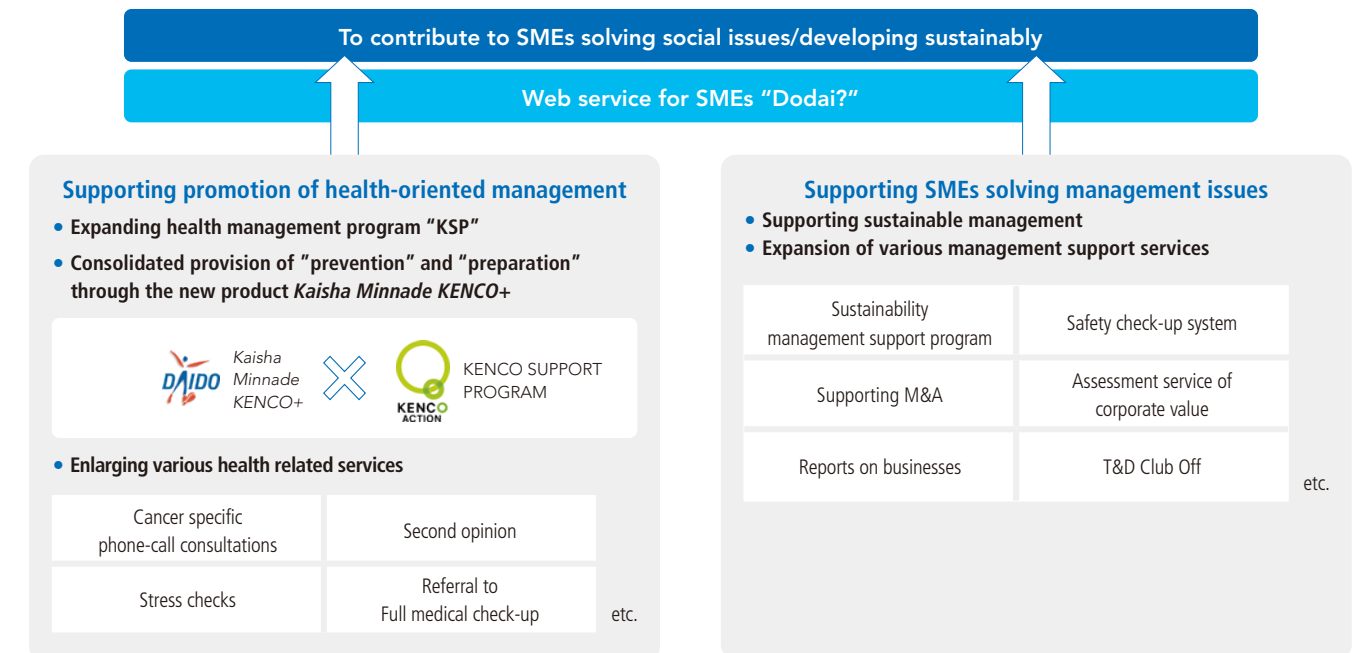 To contribute to SMEs solving social issues/developing sustainably
Web service for SMEs “Dodai?”
Supporting promotion of health-oriented management
• Expanding health management program “KSP”
• Consolidated provision of “prevention” and “preparation”
through the new product Kaisha Minnade KENCO+
DAIDO
Kaisha
Minnade
KENCO+
KENCO
ACTION
KENCO SUPPORT
PROGRAM
• Enlarging various health related services
Cancer specific
phone-call consultations
Second opinion
Stress checks
Referral to
Full medical check-up
etc.
Supporting SMEs solving management issues
• Supporting sustainable management
• Expansion of various management support services
Sustainability
management support program
Safety check-up system
Supporting M&A
Assessment service of
corporate value
Reports on businesses
T&D Club Off
etc.